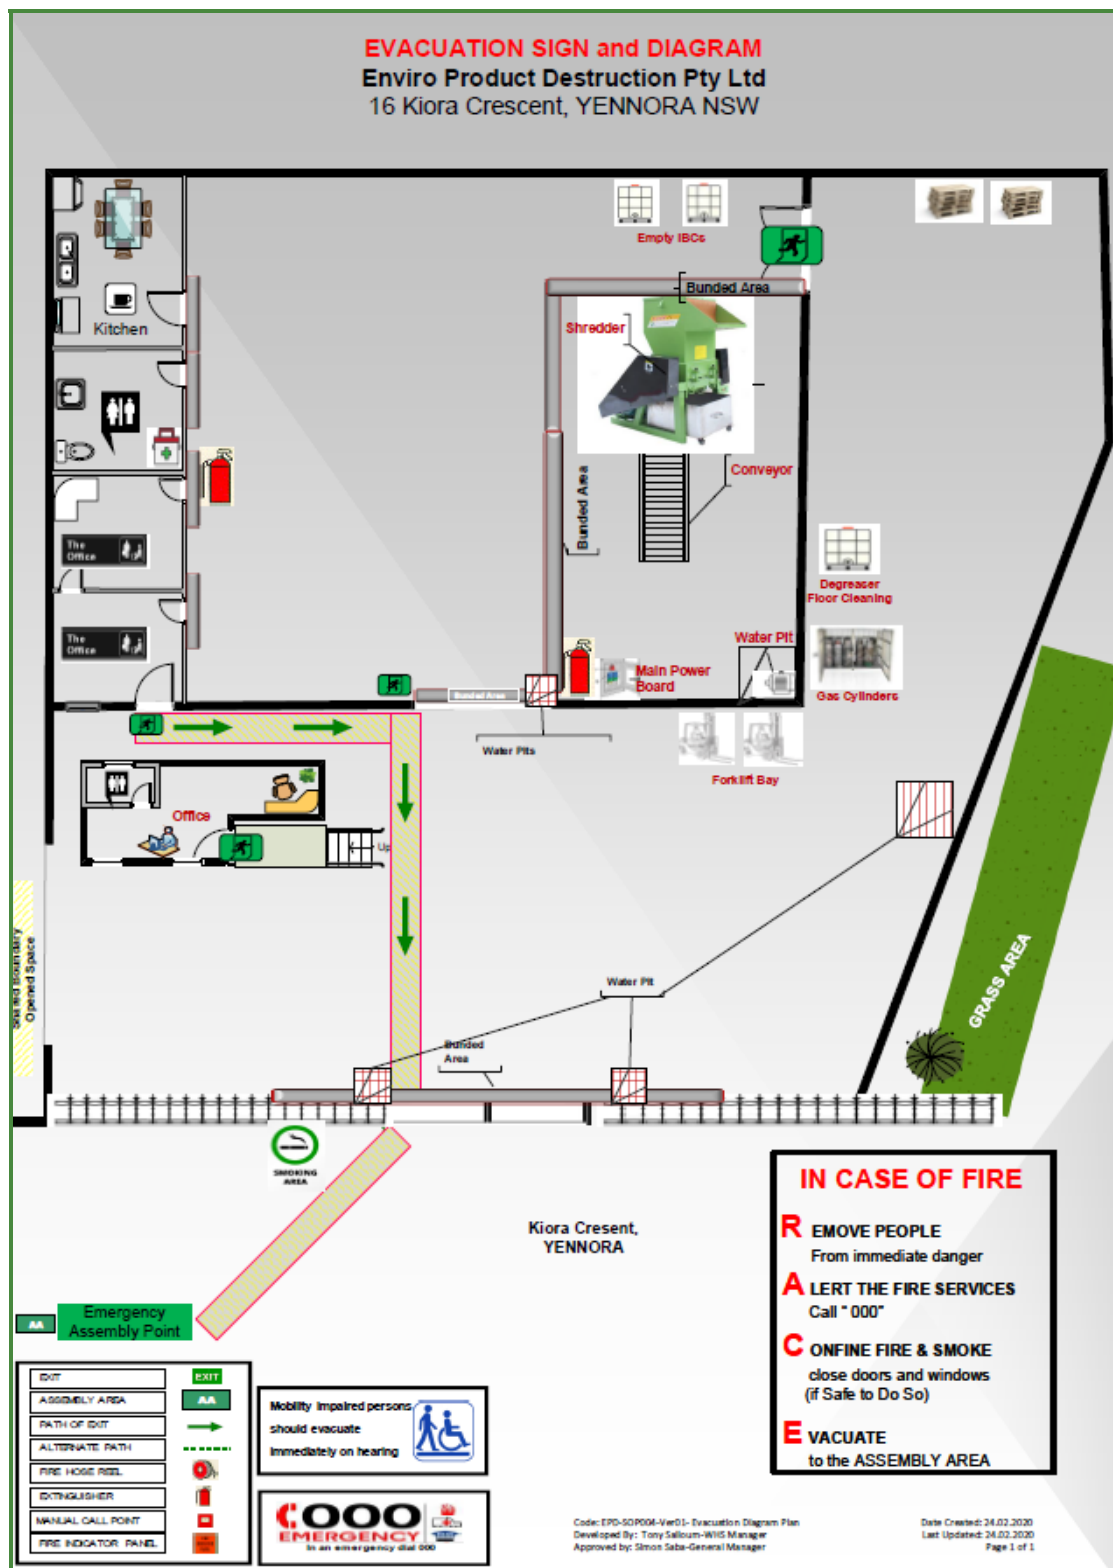 EVACUATION SIGN and DIAGRAM
Enviro Product Destruction Pty Ltd
16 Kiora Crescent, YENNORA NSW
Empty IBCs
Bunded Area
Shredder
Kitchen
Conveyor
Bunded Area
The
Office
The
Office
Degreaser
Floor Cleaning
Water Pit
Main Power
Board
Gas Cylinders
Bunded Area
Water Pits
Forklift Bay
Office
Up
Shared Boundary
Opened Space
GRASS AREA
Water Pit
Bunded
Area
SMOKING
AREA
Kiora Cresent,
YENNORA
AA
Emergency
Assembly Point
IN CASE OF FIRE
R EMOVE PEOPLE
From immediate danger
A LERT THE FIRE SERVICES
Call " 000"
C ONFINE FIRE & SMOKE
close doors and windows
(if Safe to Do So)
E VACUATE
to the ASSEMBLY AREA
EXIT EXIT
ASSEMBLY AREA AA
PATH OF EXIT
ALTERNATE PATH
FIRE HOSE REEL
EXTINGUISHER
MANUAL CALL POINT
FIRE INDICATOR PANEL
Mobility Impaired persons
should evacuate
Immediately on hearing
000
EMERGENCY
In an emergency dial 000
Code: EPD-SOP004-Ver01- Evacuation Diagram Plan
Developed By: Tony Salloum-WHS Manager
Approved by: Simon Saba-General Manager
Date Created: 24.02.2020
Last Updated: 24.02.2020
Page 1 of 1